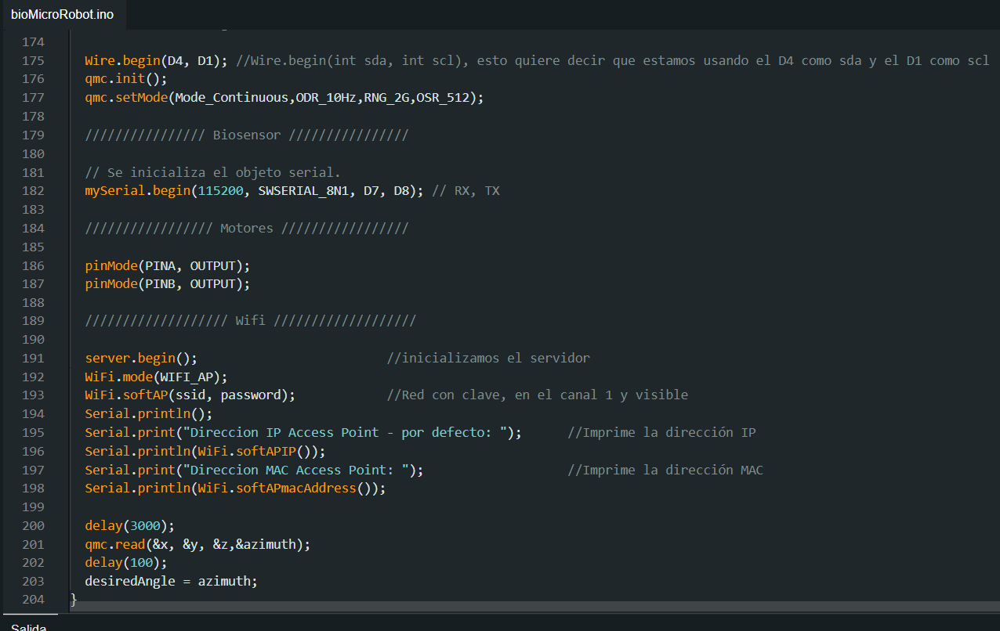 bioMicroRobot.ino
174
175 Wire.begin(D4, D1); //Wire.begin(int sda, int scl), esto quiere decir que estamos usando el D4 como sda y el D1 como scl
176 qmc.init();
177 qmc.setMode(Mode_Continuous,ODR_10Hz,RNG_2G,OSR_512);
178
179 //////////////// Biosensor ////////////////
180
181 // Se inicializa el objeto serial.
182 mySerial.begin(115200, SWSERIAL_8N1, D7, D8); // RX, TX
183
184 ///////////////// Motores /////////////////
185
186 pinMode(PINA, OUTPUT);
187 pinMode(PINB, OUTPUT);
188
189 /////////////////// Wifi ///////////////////
190
191 server.begin(); //inicializamos el servidor
192 WiFi.mode(WIFI_AP);
193 WiFi.softAP(ssid, password); //Red con clave, en el canal 1 y visible
194 Serial.println();
195 Serial.print("Direccion IP Access Point - por defecto: "); //Imprime la dirección IP
196 Serial.println(WiFi.softAPIP());
197 Serial.print("Direccion MAC Access Point: "); //Imprime la dirección MAC
198 Serial.println(WiFi.softAPmacAddress());
199
200 delay(3000);
201 qmc.read(&x, &y, &z,&azimuth);
202 delay(100);
203 desiredAngle = azimuth;
204 }
Salida